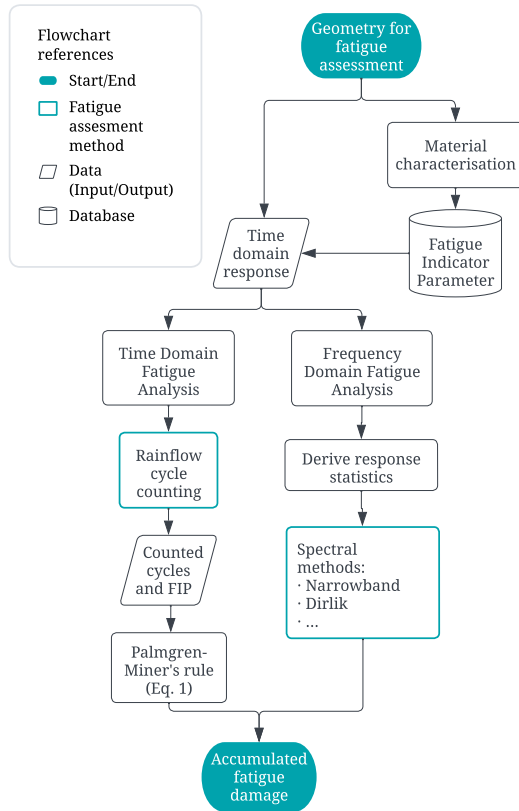 Flowchart
references
Start/End
Fatigue
assesment
method
Data
(Input/Output)
Database
Geometry for
fatigue
assessment
Material
characterisation
Fatigue
Indicator
Parameter
Time
domain
response
Time Domain
Fatigue
Analysis
Frequency
Domain Fatigue
Analysis
Rainflow
cycle
counting
Derive response
statistics
Counted
cycles
and FIP
Spectral
methods:
· Narrowband
· Dirlik
· ...
Palmgren-
Miner's rule
(Eq. 1)
Accumulated
fatigue
damage